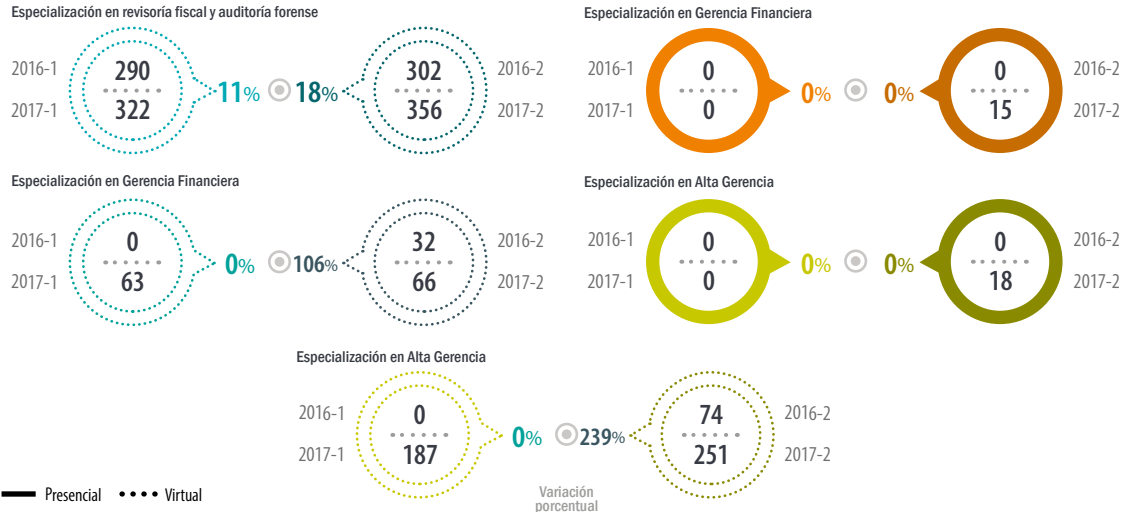 Especialización en revisoría fiscal y auditoría forense
2016-1 290 302 2016-2
11% 18%
2017-1 322 356 2017-2
Especialización en Gerencia Financiera
2016-1 0 0 2016-2
0% 0%
2017-1 0 15 2017-2
Especialización en Gerencia Financiera
2016-1 0 32 2016-2
0% 106%
2017-1 63 66 2017-2
Especialización en Alta Gerencia
2016-1 0 0 2016-2
0% 0%
2017-1 0 18 2017-2
Especialización en Alta Gerencia
2016-1 0 74 2016-2
0% 239%
2017-1 187 251 2017-2
Presencial Virtual
Variación
porcentual